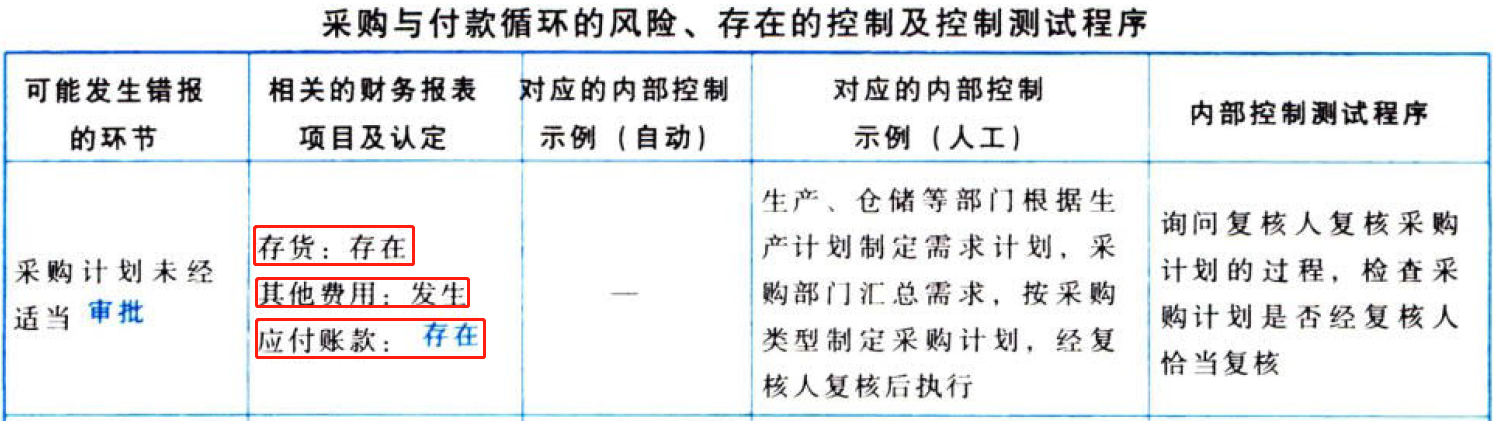 采购与付款循环的风险、存在的控制及控制测试程序
可能发生错报
的环节
相关的财务报表
项目及认定
对应的内部控制
示例（自动）
对应的内部控制
示例（人工）
内部控制测试程序
采购计划未经
适当 审批
存货：存在
其他费用：发生
应付账款：存在
—
生产、仓储等部门根据生
产计划制定需求计划，采
购部门汇总需求，按采购
类型制定采购计划，经复
核人复核后执行
询问复核人复核采购
计划的过程，检查采
购计划是否经复核人
恰当复核